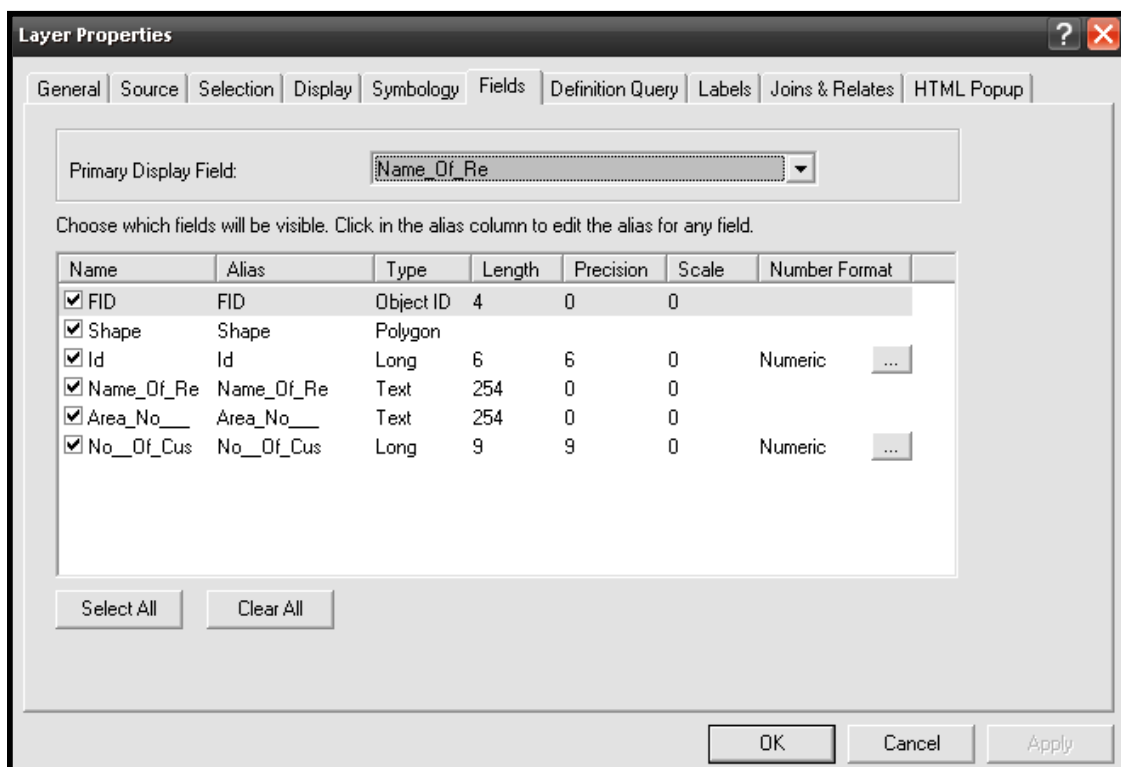 Layer Properties
General Source Selection Display Symbology Fields Definition Query Labels Joins & Relates HTML Popup
Primary Display Field: Name_Of_Re
Choose which fields will be visible. Click in the alias column to edit the alias for any field.
Name Alias Type Length Precision Scale Number Format
FID FID Object ID 4 0 0
Shape Shape Polygon
Id Id Long 6 6 0 Numeric ...
Name_Of_Re Name_Of_Re Text 254 0 0
Area_No___ Area_No___ Text 254 0 0
No__Of_Cus No__Of_Cus Long 9 9 0 Numeric ...
Select All Clear All
OK Cancel Apply